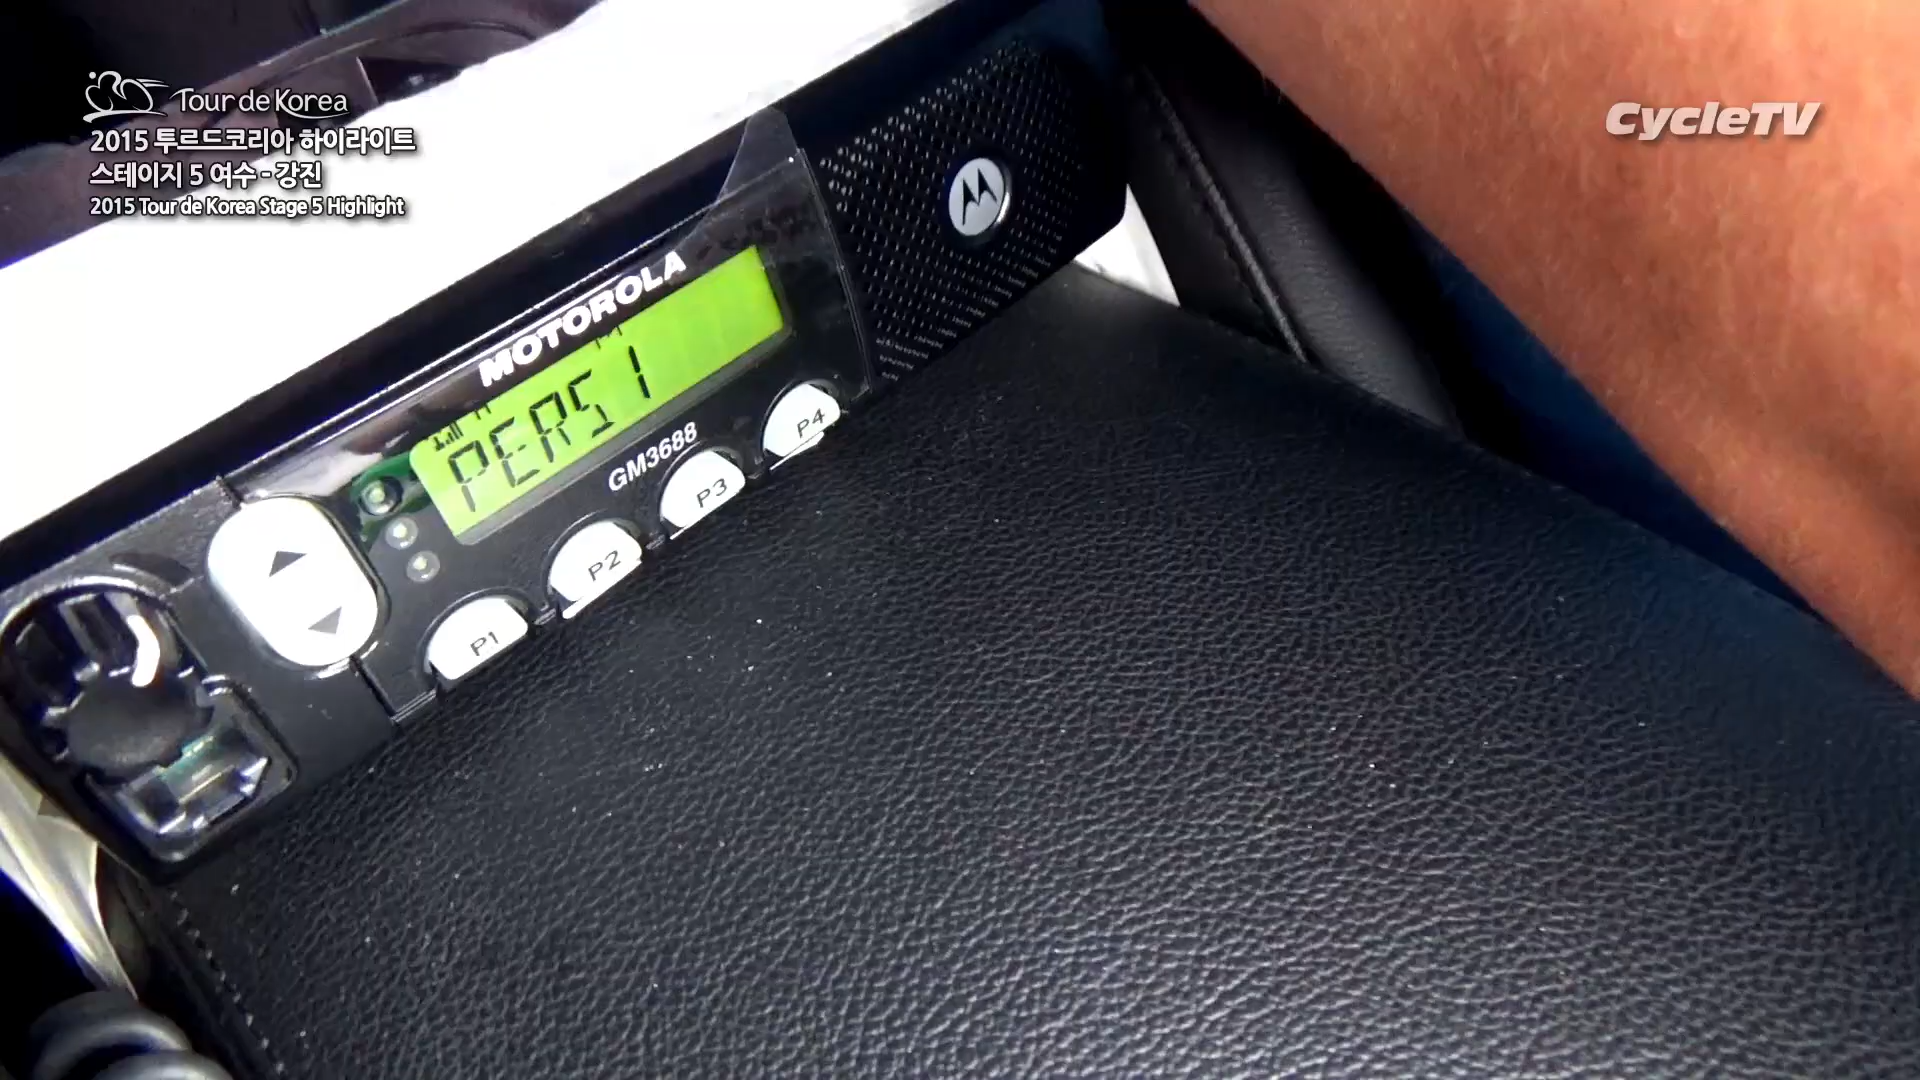 Tour de Korea
2015 투르드코리아 하이라이트
스테이지 5 여수 - 강진
2015 Tour de Korea Stage 5 Highlight
CycleTV
MOTOROLA
PERS 1
GM3688
P1
P2
P3
P4